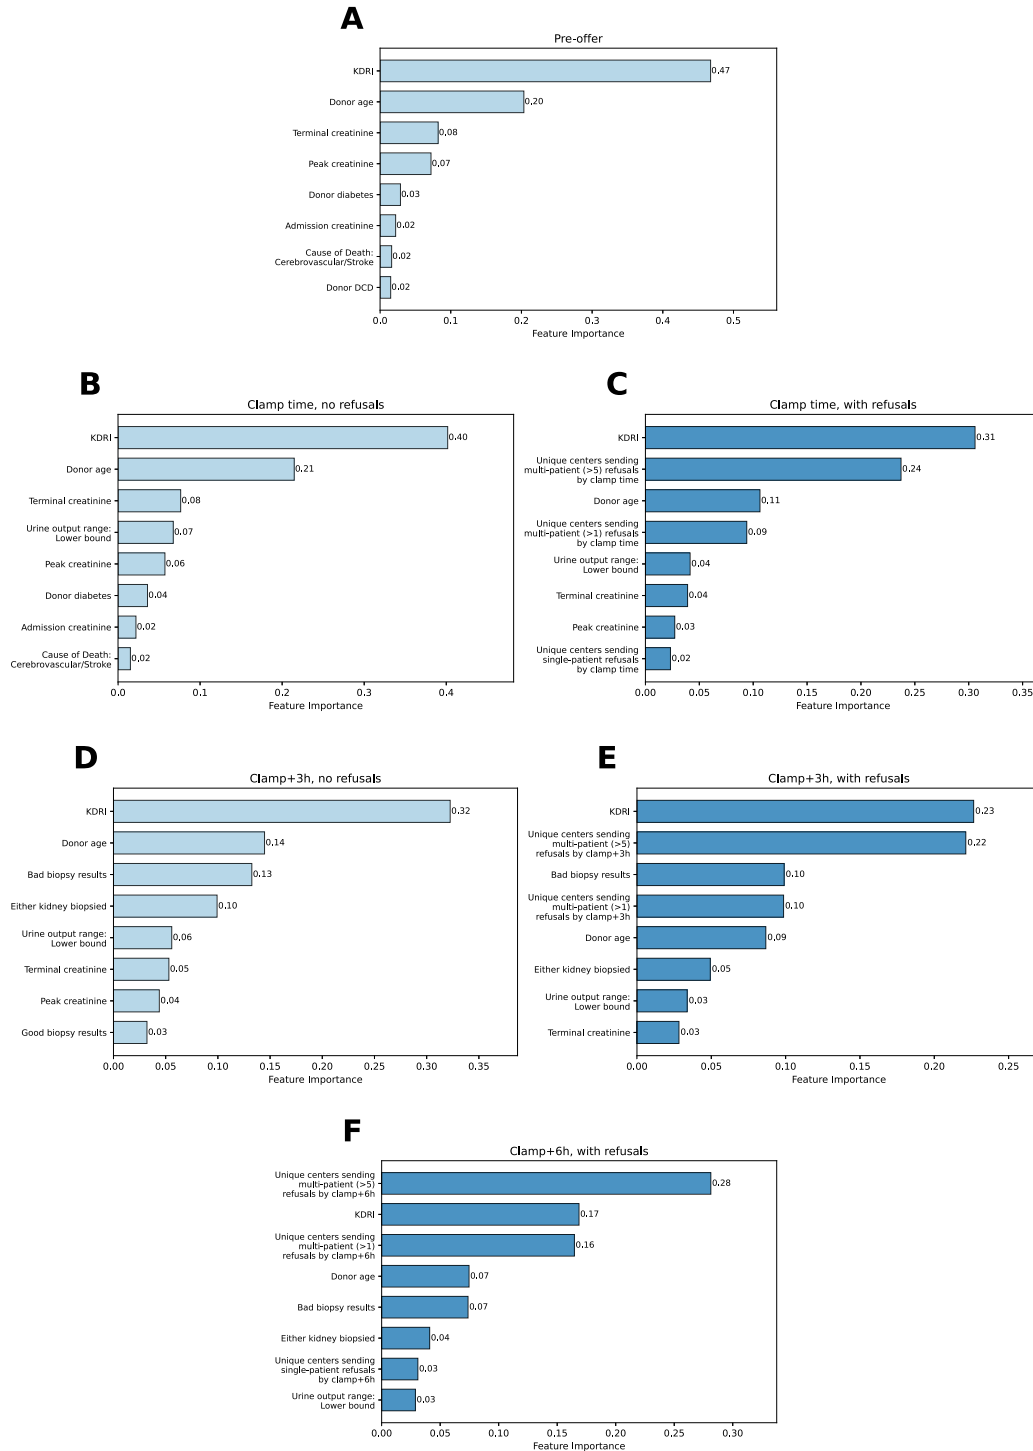 A
Pre-offer
KDRI
0.47
Donor age
0.20
Terminal creatinine
0.08
Peak creatinine
0.07
Donor diabetes
0.03
Admission creatinine
0.02
Cause of Death:
Cerebrovascular/Stroke
0.02
Donor DCD
0.02
0.0 0.1 0.2 0.3 0.4 0.5
Feature Importance
B
Clamp time, no refusals
KDRI
0.40
Donor age
0.21
Terminal creatinine
0.08
Urine output range:
Lower bound
0.07
Peak creatinine
0.06
Donor diabetes
0.04
Admission creatinine
0.02
Cause of Death:
Cerebrovascular/Stroke
0.02
0.0 0.1 0.2 0.3 0.4
Feature Importance
C
Clamp time, with refusals
KDRI
0.31
Unique centers sending
multi-patient (>5) refusals
by clamp time
0.24
Donor age
0.11
Unique centers sending
multi-patient (>1) refusals
by clamp time
0.09
Urine output range:
Lower bound
0.04
Terminal creatinine
0.04
Peak creatinine
0.03
Unique centers sending
single-patient refusals
by clamp time
0.02
0.00 0.05 0.10 0.15 0.20 0.25 0.30 0.35
Feature Importance
D
Clamp+3h, no refusals
KDRI
0.32
Donor age
0.14
Bad biopsy results
0.13
Either kidney biopsied
0.10
Urine output range:
Lower bound
0.06
Terminal creatinine
0.05
Peak creatinine
0.04
Good biopsy results
0.03
0.00 0.05 0.10 0.15 0.20 0.25 0.30 0.35
Feature Importance
E
Clamp+3h, with refusals
KDRI
0.23
Unique centers sending
multi-patient (>5)
refusals by clamp+3h
0.22
Bad biopsy results
0.10
Unique centers sending
multi-patient (>1)
refusals by clamp+3h
0.10
Donor age
0.09
Either kidney biopsied
0.05
Urine output range:
Lower bound
0.03
Terminal creatinine
0.03
0.00 0.05 0.10 0.15 0.20 0.25
Feature Importance
F
Clamp+6h, with refusals
Unique centers sending
multi-patient (>5)
refusals by clamp+6h
0.28
KDRI
0.17
Unique centers sending
multi-patient (>1)
refusals by clamp+6h
0.16
Donor age
0.07
Bad biopsy results
0.07
Either kidney biopsied
0.04
Unique centers sending
single-patient refusals
by clamp+6h
0.03
Urine output range:
Lower bound
0.03
0.00 0.05 0.10 0.15 0.20 0.25 0.30
Feature Importance